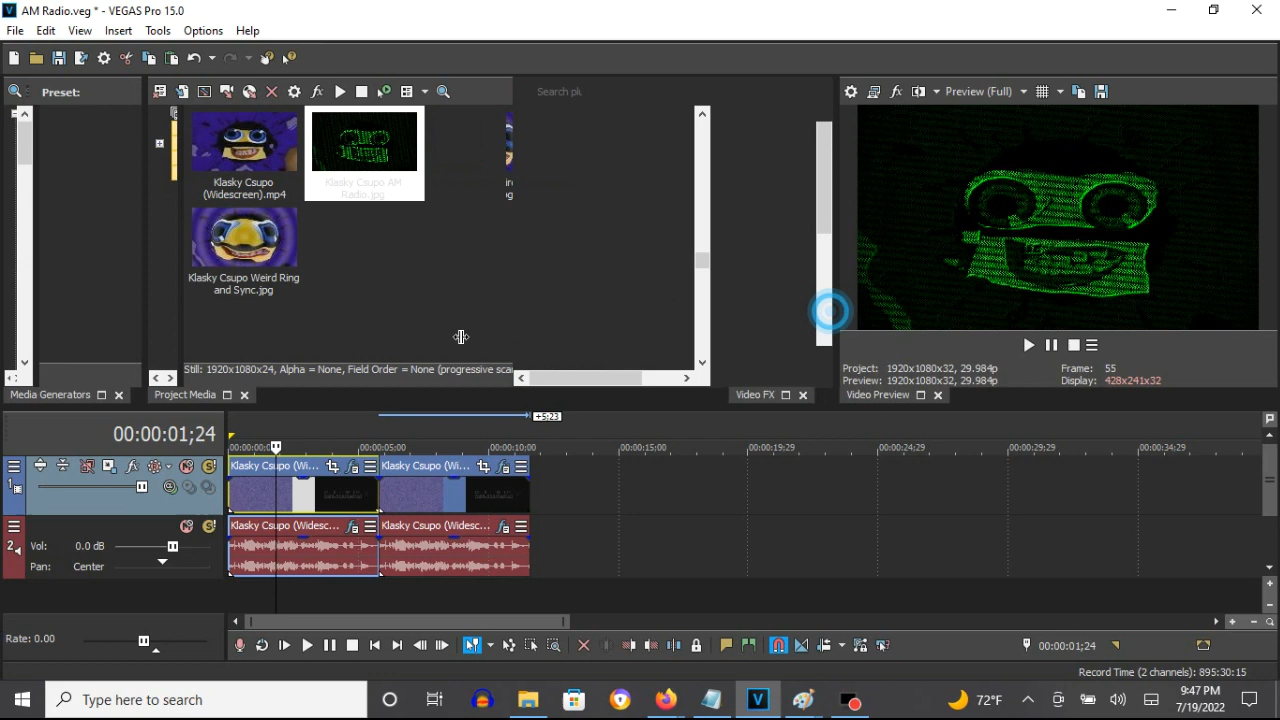 AM Radio.veg * - VEGAS Pro 15.0
File Edit View Insert Tools Options Help
Preset:
Search plu
Preview (Full)
Klasky Csupo
(Widescreen).mp4
Klasky Csupo AM
Radio.jpg
Klasky Csupo Weird Ring
and Sync.jpg
Still: 1920x1080x24, Alpha = None, Field Order = None (progressive sca
Project: 1920x1080x32, 29.984p
Frame: 55
Preview: 1920x1080x32, 29.984p
Display: 428x241x32
Media Generators
Project Media
Video FX
Video Preview
00:00:01;24
+5;23
00:00:05;00
00:00:10;00
00:00:15;00
00:00:19;29
00:00:24;29
00:00:29;29
00:00:34;29
1
Klasky Csupo (Wi...
Klasky Csupo (Wi...
2
Klasky Csupo (Widesc...
Klasky Csupo (Widesc...
Vol: 0.0 dB
Pan: Center
Rate: 0.00
00:00:01;24
Record Time (2 channels): 895:30:15
Type here to search
72°F
9:47 PM
7/19/2022